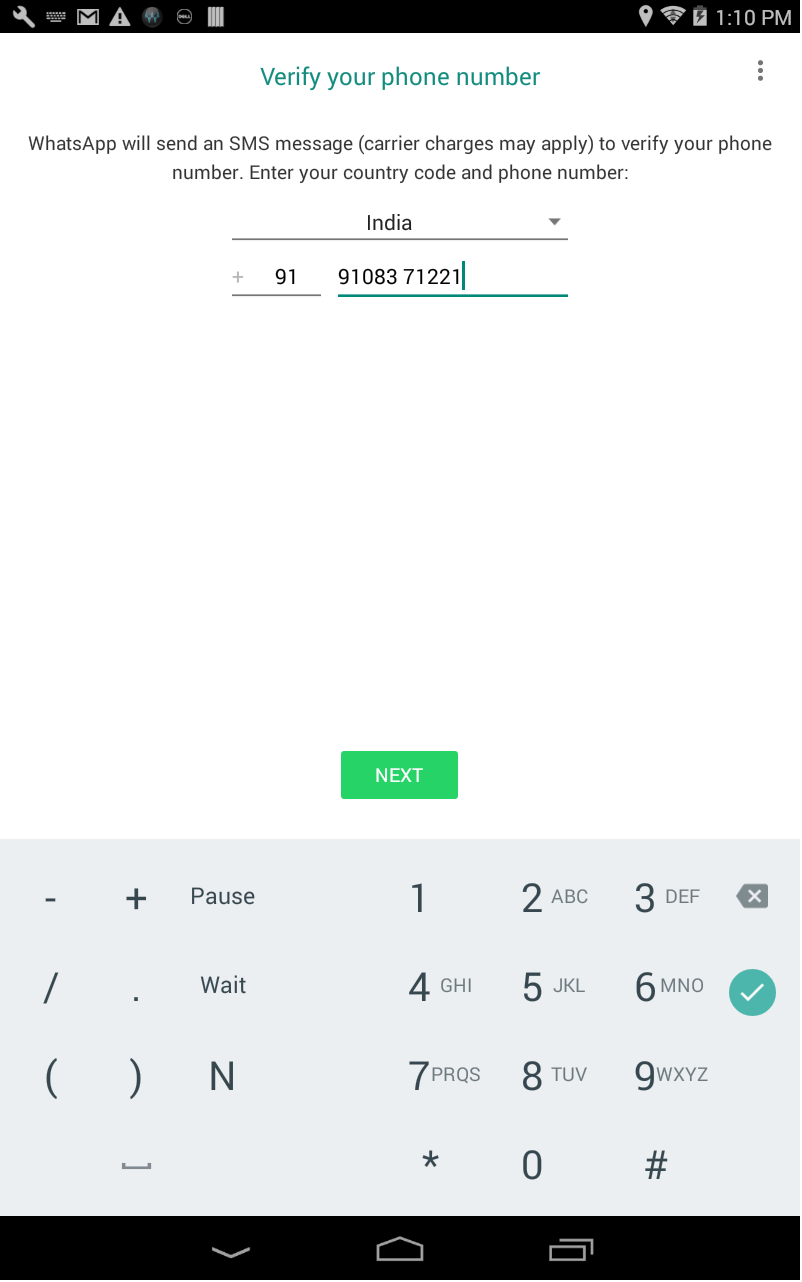 1:10 PM
Verify your phone number
WhatsApp will send an SMS message (carrier charges may apply) to verify your phone
number. Enter your country code and phone number:
India
+ 91 91083 71221
NEXT
- + Pause 1 2 ABC 3 DEF
/ . Wait 4 GHI 5 JKL 6 MNO
( ) N 7 PRQS 8 TUV 9 WXYZ
* 0 #